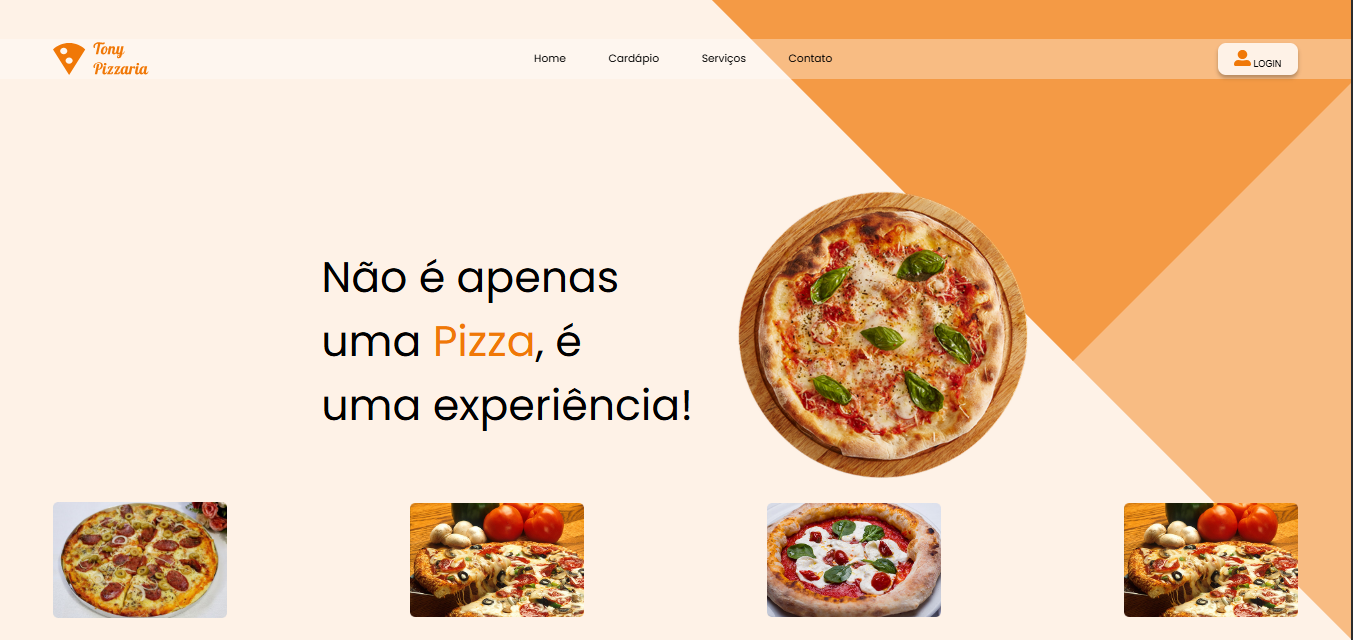 Tony
Pizzaria
Home
Cardápio
Serviços
Contato
LOGIN
Não é apenas
uma Pizza, é
uma experiência!